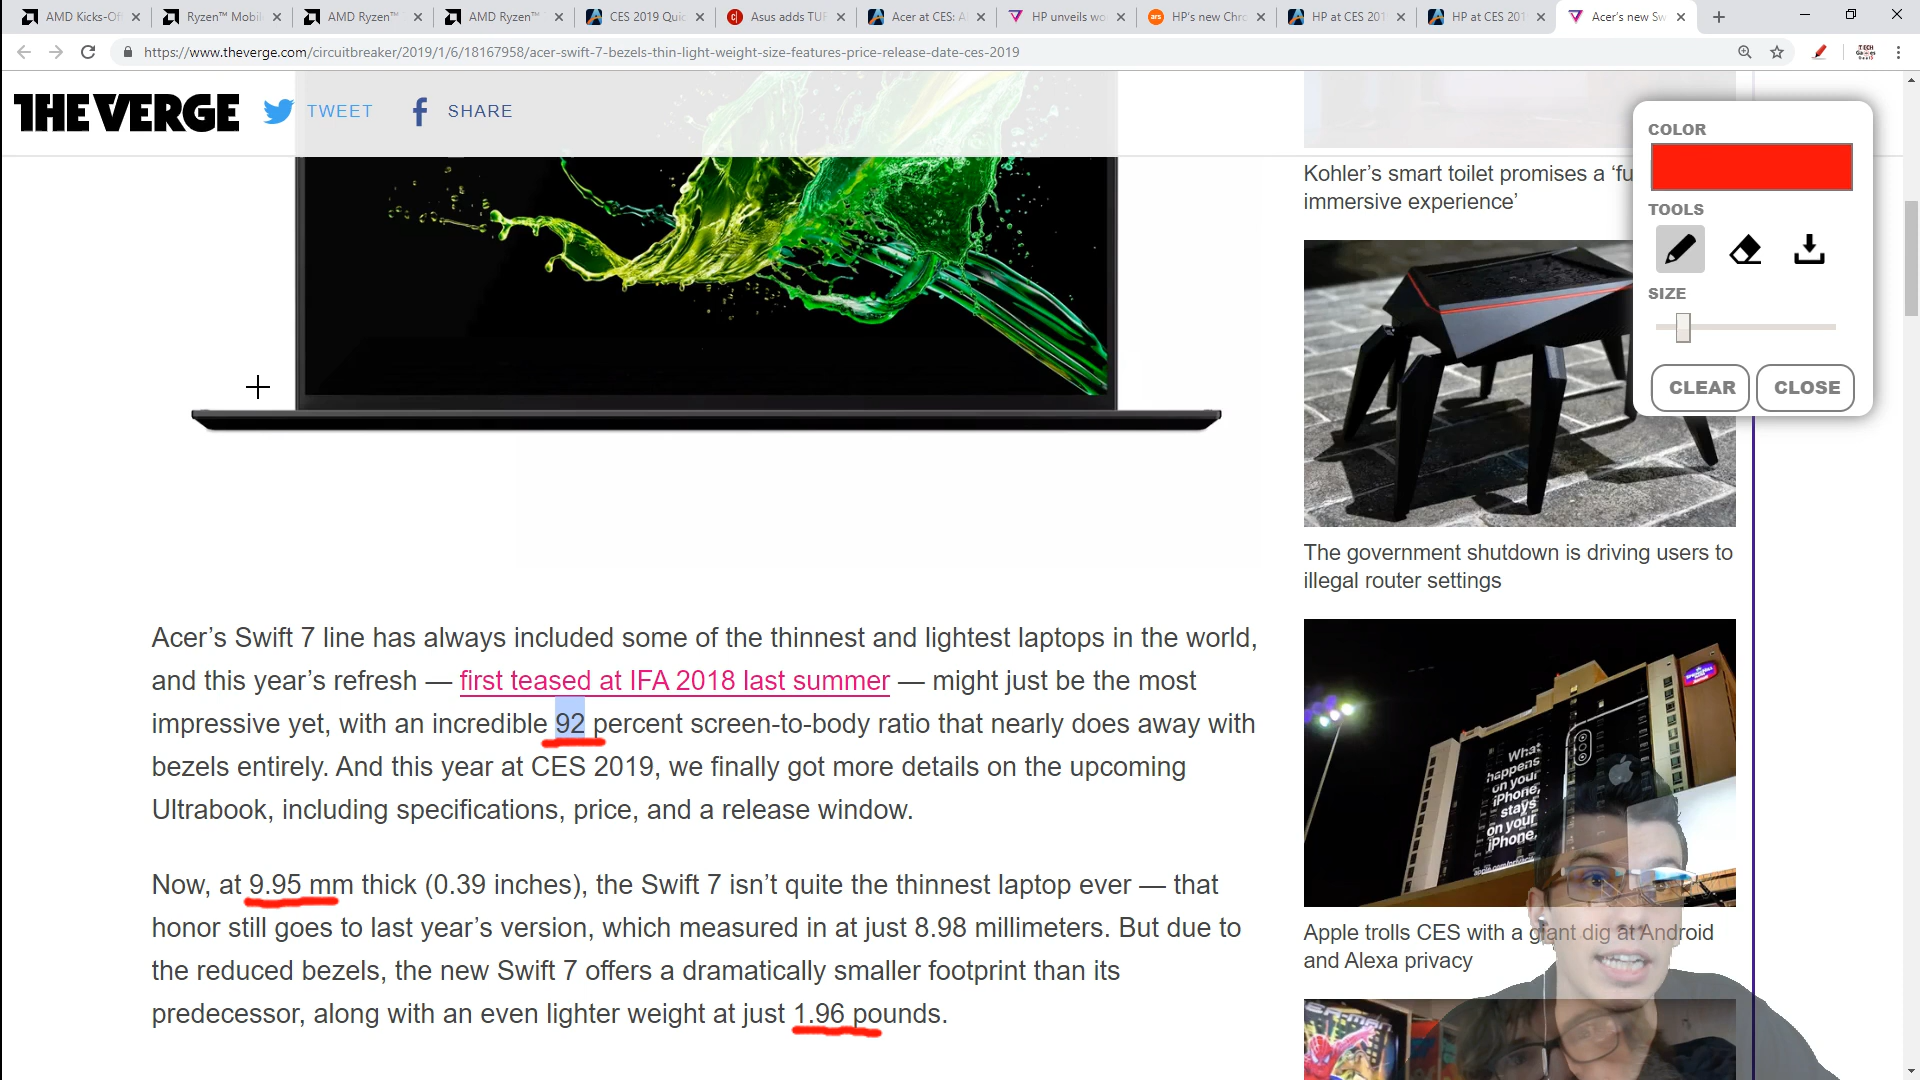 AMD Kicks-Of
Ryzen™ Mobil
AMD Ryzen™
AMD Ryzen™
CES 2019 Quic
Asus adds TUF
Acer at CES: A
HP unveils wo
HP's new Chro
HP at CES 201
HP at CES 201
Acer's new Sw
https://www.theverge.com/circuitbreaker/2019/1/6/18167958/acer-swift-7-bezels-thin-light-weight-size-features-price-release-date-ces-2019
THE VERGE
TWEET
SHARE
COLOR
TOOLS
SIZE
CLEAR
CLOSE
Kohler's smart toilet promises a 'fu
immersive experience'
The government shutdown is driving users to
illegal router settings
What
happens
on your
iPhone,
stays
on your
iPhone.
Apple trolls CES with a giant dig at Android
and Alexa privacy
Acer's Swift 7 line has always included some of the thinnest and lightest laptops in the world,
and this year's refresh — first teased at IFA 2018 last summer — might just be the most
impressive yet, with an incredible 92 percent screen-to-body ratio that nearly does away with
bezels entirely. And this year at CES 2019, we finally got more details on the upcoming
Ultrabook, including specifications, price, and a release window.
Now, at 9.95 mm thick (0.39 inches), the Swift 7 isn't quite the thinnest laptop ever — that
honor still goes to last year's version, which measured in at just 8.98 millimeters. But due to
the reduced bezels, the new Swift 7 offers a dramatically smaller footprint than its
predecessor, along with an even lighter weight at just 1.96 pounds.